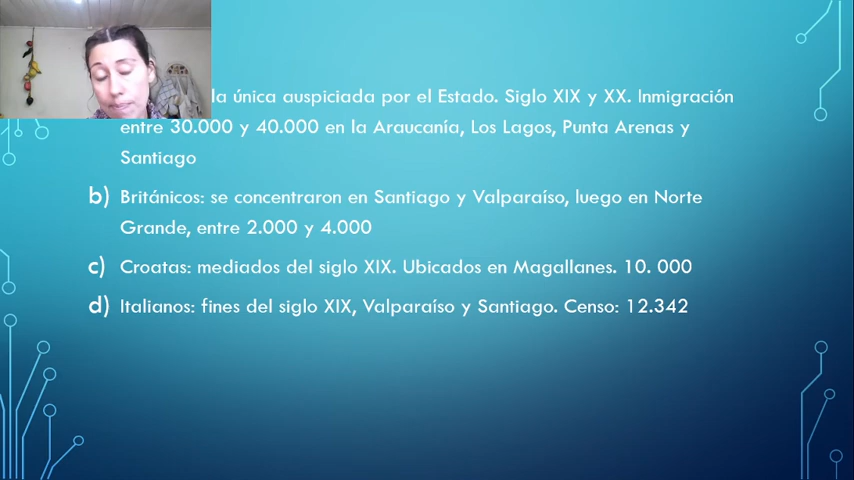 la única auspiciada por el Estado. Siglo XIX y XX. Inmigración
entre 30.000 y 40.000 en la Araucanía, Los Lagos, Punta Arenas y
Santiago
b) Británicos: se concentraron en Santiago y Valparaíso, luego en Norte
Grande, entre 2.000 y 4.000
c) Croatas: mediados del siglo XIX. Ubicados en Magallanes. 10. 000
d) Italianos: fines del siglo XIX, Valparaíso y Santiago. Censo: 12.342